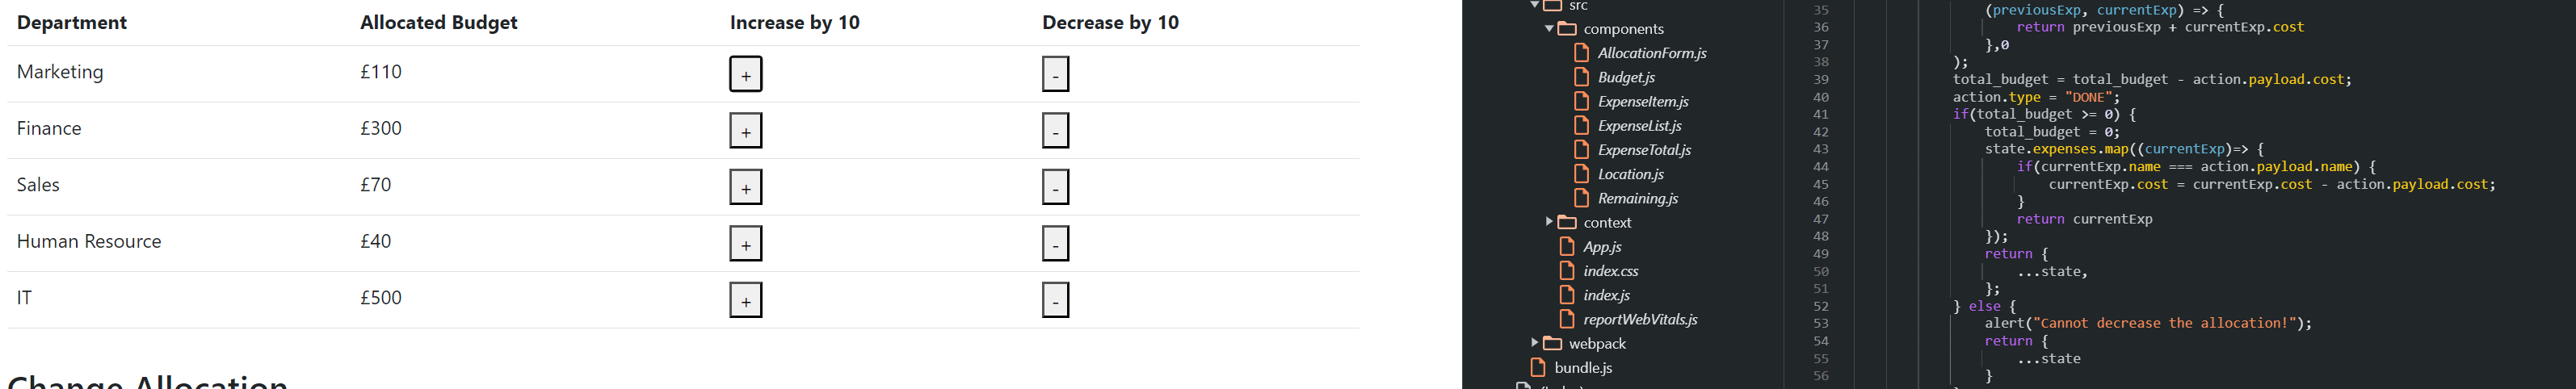 Department Allocated Budget Increase by 10 Decrease by 10
Marketing £110 + -
Finance £300 + -
Sales £70 + -
Human Resource £40 + -
IT £500 + -
Change Allocation
src
components
AllocationForm.js
Budget.js
ExpenseItem.js
ExpenseList.js
ExpenseTotal.js
Location.js
Remaining.js
context
App.js
index.css
index.js
reportWebVitals.js
webpack
bundle.js
35 (previousExp, currentExp) => {
36 return previousExp + currentExp.cost
37 },0
38 );
39 total_budget = total_budget - action.payload.cost;
40 action.type = "DONE";
41 if(total_budget >= 0) {
42 total_budget = 0;
43 state.expenses.map((currentExp)=> {
44 if(currentExp.name === action.payload.name) {
45 currentExp.cost = currentExp.cost - action.payload.cost;
46 }
47 return currentExp
48 });
49 return {
50 ...state,
51 };
52 } else {
53 alert("Cannot decrease the allocation!");
54 return {
55 ...state
56 }